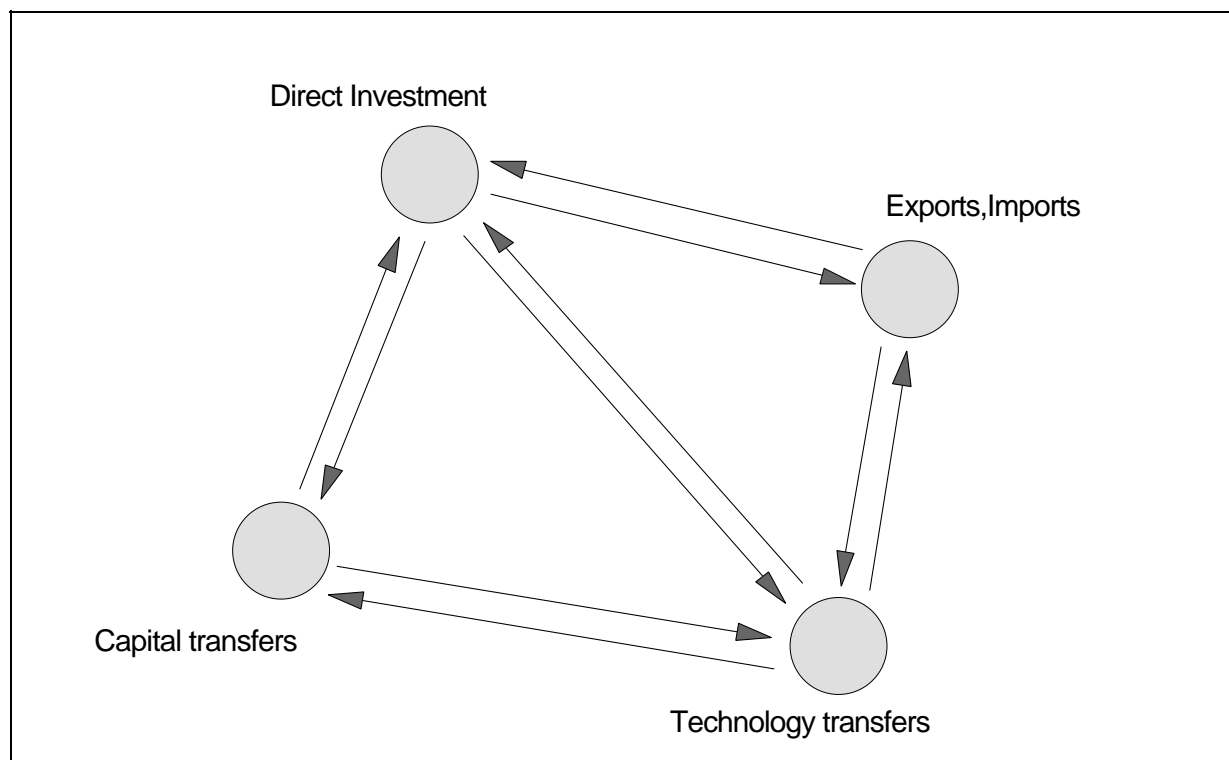 Direct Investment
Exports,Imports
Capital transfers
Technology transfers